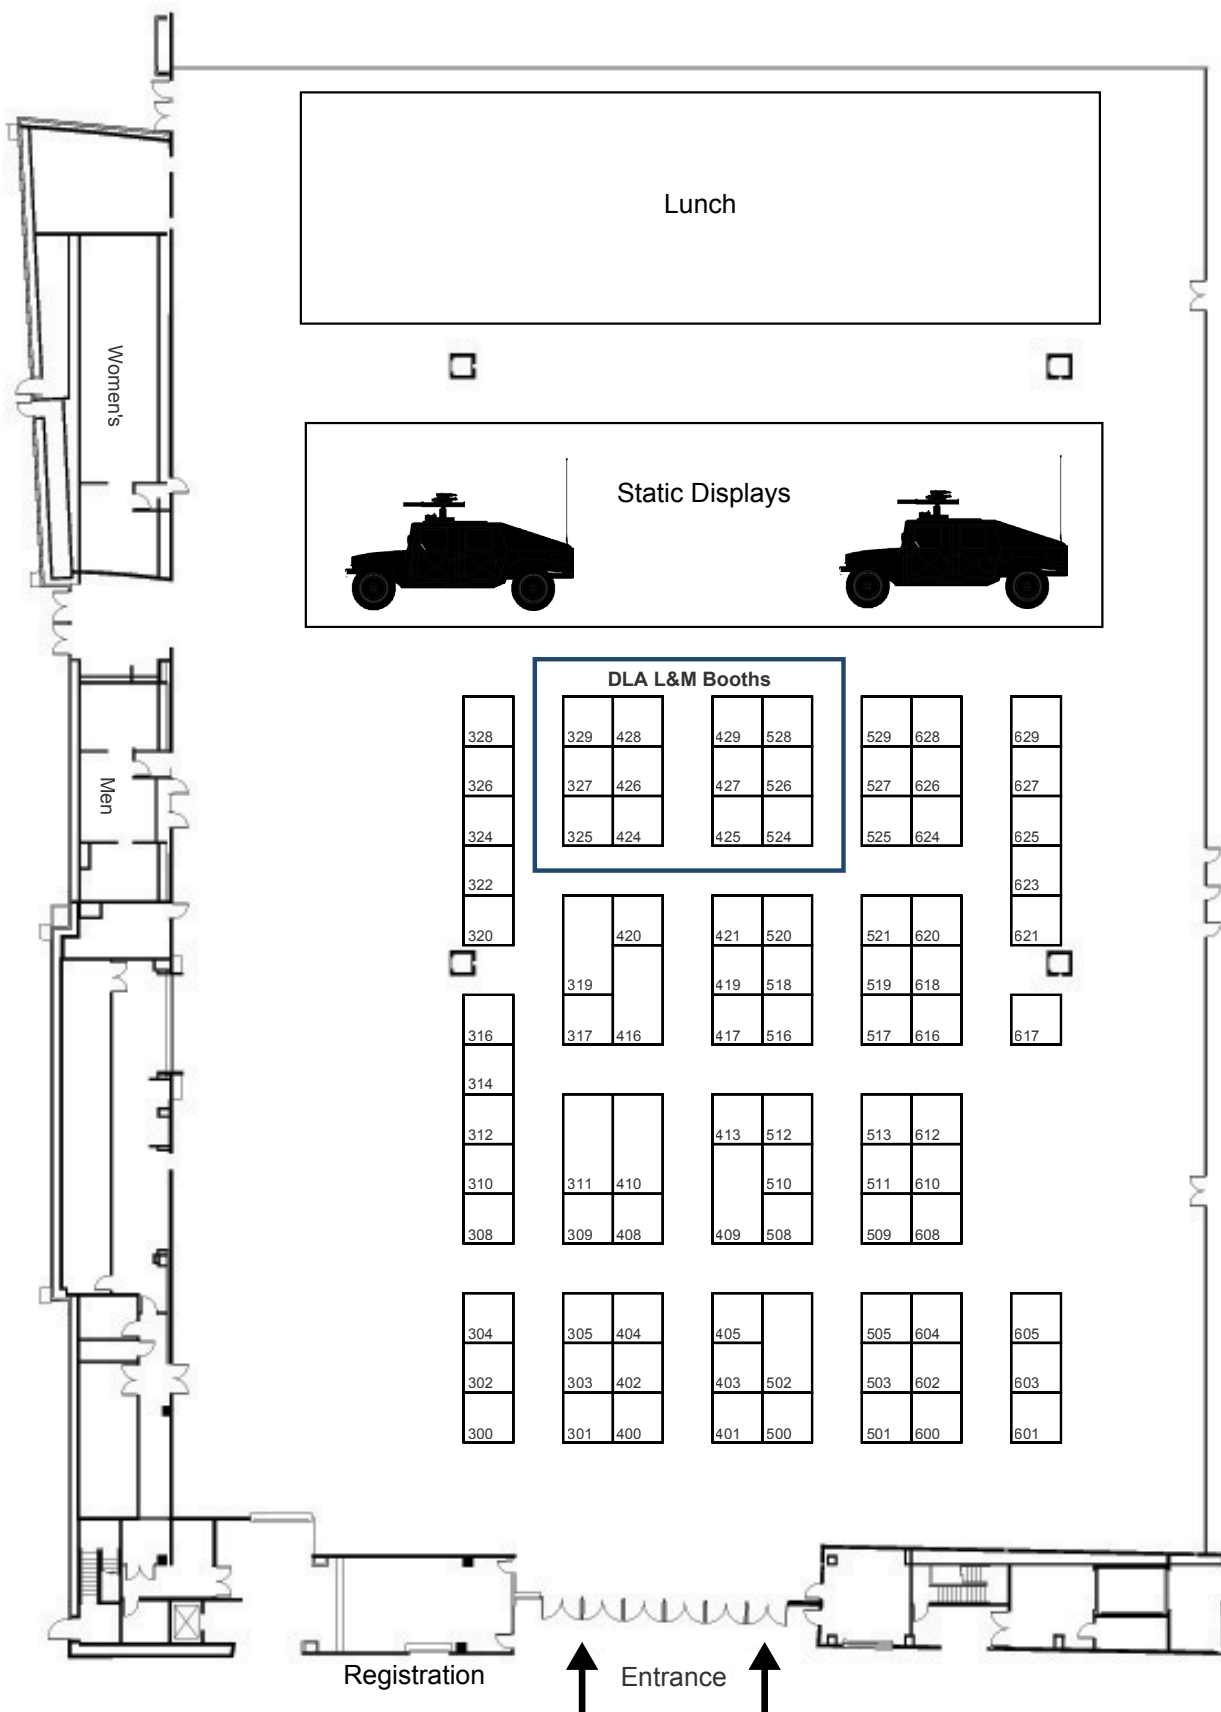 Lunch
Women's
Static Displays
DLA L&M Booths
328 329 428 429 528 529 628 629
326 327 426 427 526 527 626 627
Men
324 325 424 425 524 525 624 625
322 623
320 420 421 520 521 620 621
319 419 518 519 618
316 317 416 417 516 517 616 617
314
312 413 512 513 612
310 311 410 510 511 610
308 309 408 409 508 509 608
304 305 404 405 505 604 605
302 303 402 403 502 503 602 603
300 301 400 401 500 501 600 601
Registration Entrance